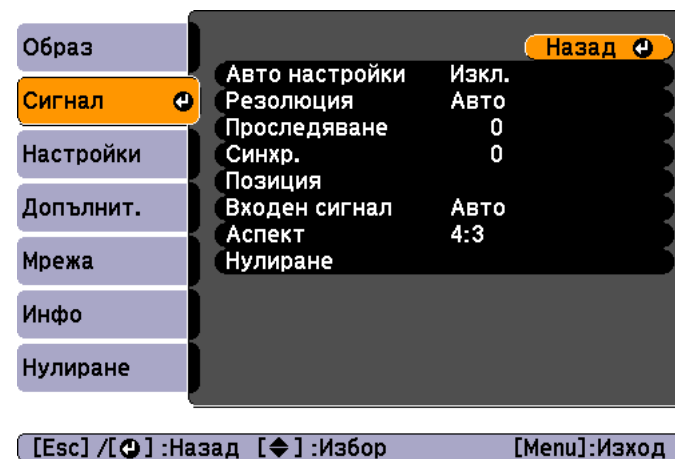 Образ
Сигнал
Настройки
Допълнит.
Мрежа
Инфо
Нулиране
Назад
Авто настройки Изкл.
Резолюция Авто
Проследяване 0
Синхр. 0
Позиция
Входен сигнал Авто
Аспект 4:3
Нулиране
[Esc] /[ ] :Назад [ ] :Избор [Menu]:Изход